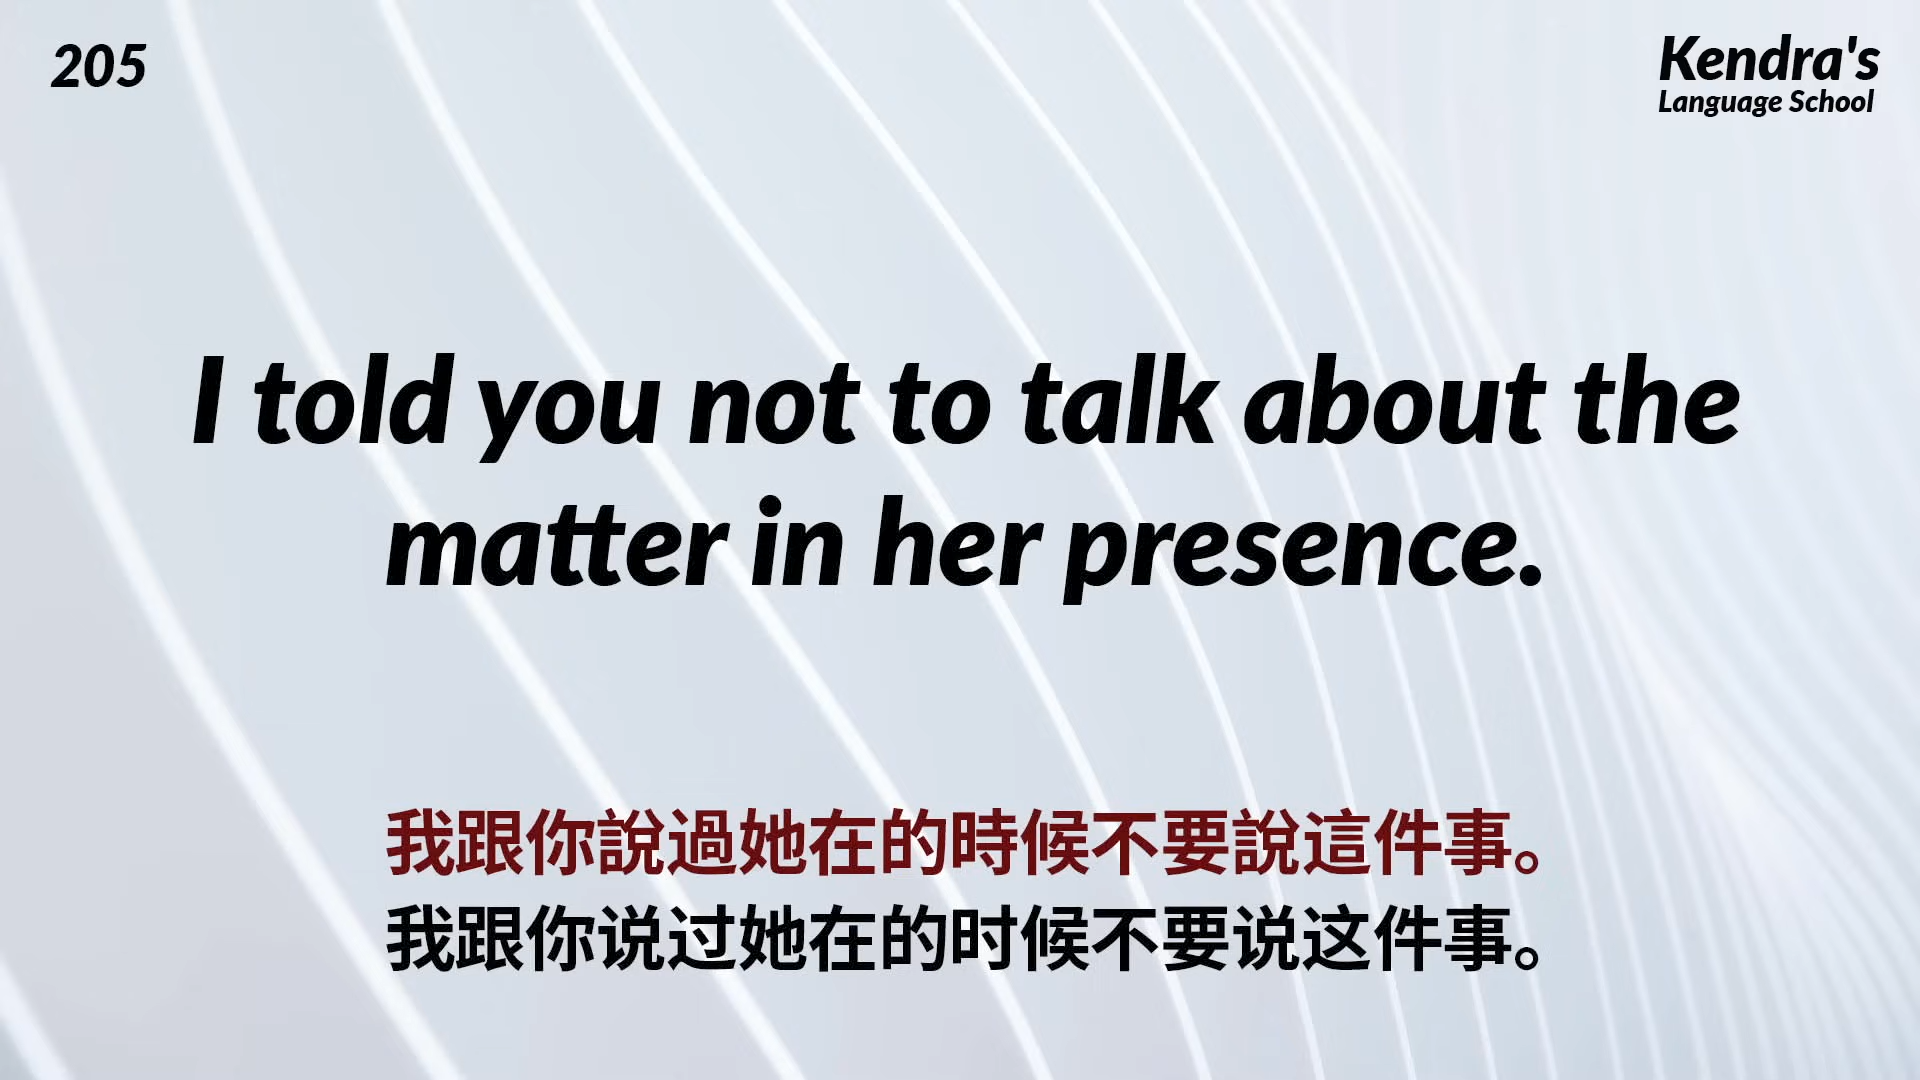 205
Kendra's
Language School
I told you not to talk about the
matter in her presence.
我跟你說過她在的時候不要說這件事。
我跟你说过她在的时候不要说这件事。